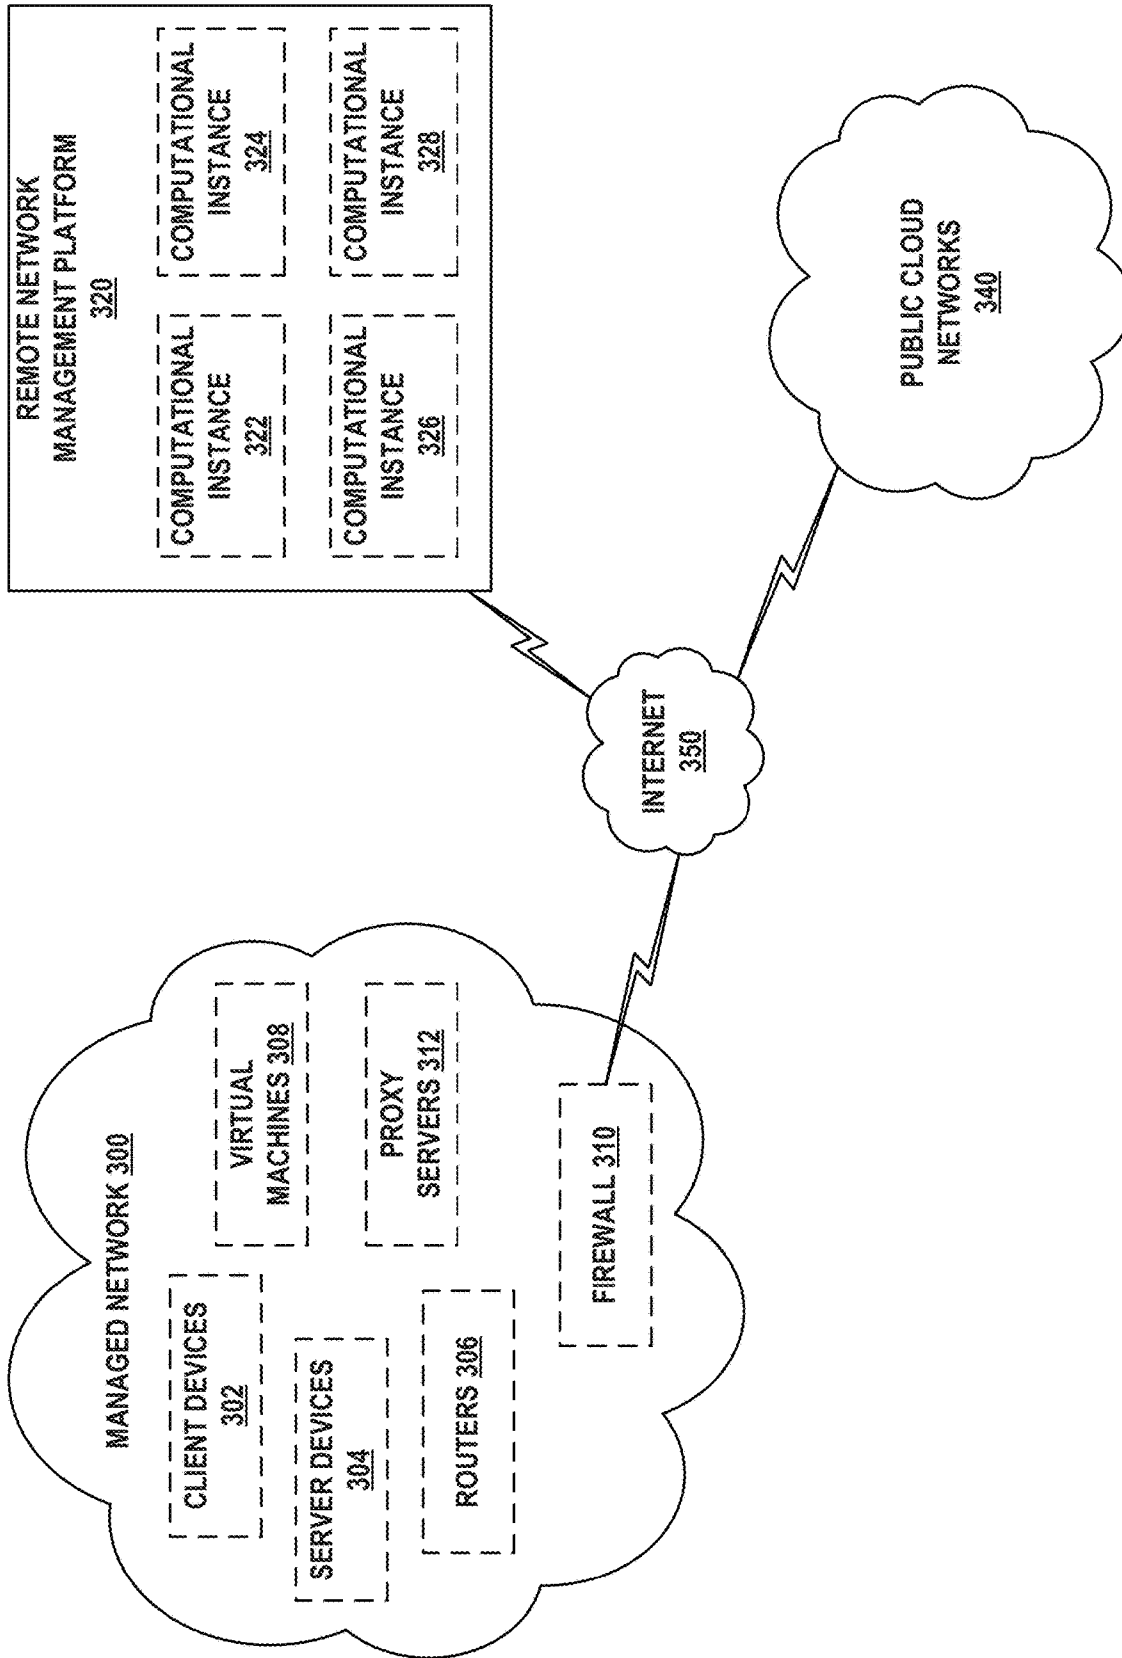 MANAGED NETWORK 300
CLIENT DEVICES
302
SERVER DEVICES
304
ROUTERS 306
VIRTUAL
MACHINES 308
PROXY
SERVERS 312
FIREWALL 310
INTERNET
350
REMOTE NETWORK
MANAGEMENT PLATFORM
320
COMPUTATIONAL
INSTANCE
322
COMPUTATIONAL
INSTANCE
324
COMPUTATIONAL
INSTANCE
326
COMPUTATIONAL
INSTANCE
328
PUBLIC CLOUD
NETWORKS
340